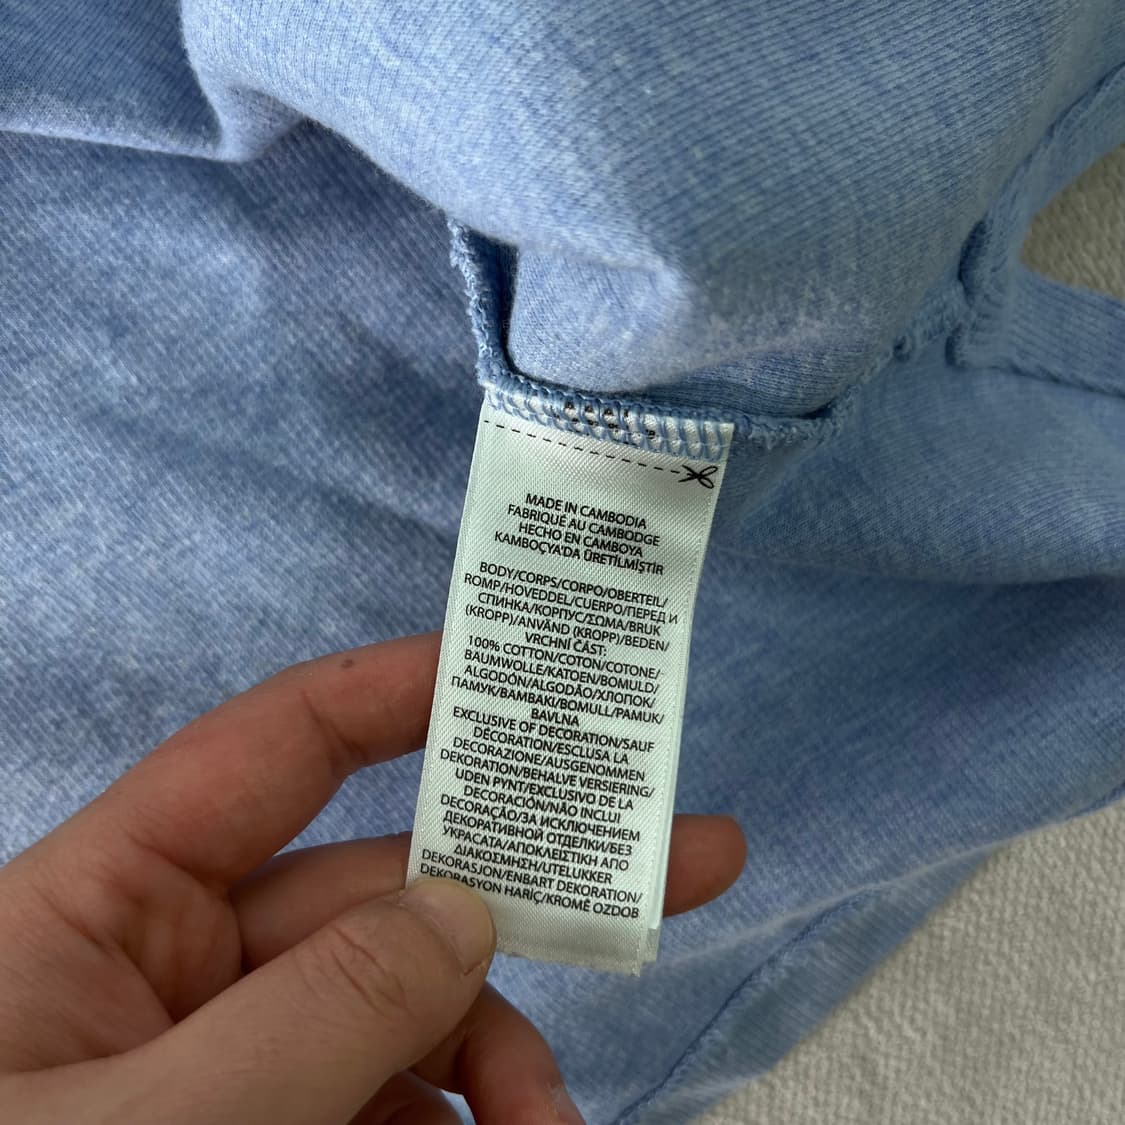 MADE IN CAMBODIA
FABRIQUÉ AU CAMBODGE
HECHO EN CAMBOYA
KAMBOÇYA'DA ÜRETİLMİŞTİR
BODY/CORPS/CORPO/OBERTEIL/
ROMP/HOVEDDEL/CUERPO/ПЕРЕД И
СПИНКА/КОРПУС/ΣΩΜΑ/BRUK
(KROPP)/ANVÄND (KROPP)/BEDEN/
VRCHNÍ ČÁST:
100% COTTON/COTON/COTONE/
BAUMWOLLE/KATOEN/BOMULD/
ALGODÓN/ALGODÃO/ХЛОПОК/
ПАМУК/ΒΑΜΒΑΚΙ/BOMULL/PAMUK/
BAVLNA
EXCLUSIVE OF DECORATION/SAUF
DÉCORATION/ESCLUSA LA
DECORAZIONE/AUSGENOMMEN
DEKORATION/BEHALVE VERSIERING/
UDEN PYNT/EXCLUSIVO DE LA
DECORACIÓN/NÃO INCLUI
DECORAÇÃO/ЗА ИСКЛЮЧЕНИЕМ
ДЕКОРАТИВНОЙ ОТДЕЛКИ/БЕЗ
УКРАСАТА/ΑΠΟΚΛΕΙΣΤΙΚΗ ΑΠΟ
ΔΙΑΚΟΣΜΗΣΗ/UTELUKKER
DEKORASJON/ENBART DEKORATION/
DEKORASYON HARİÇ/KROMĚ OZDOB